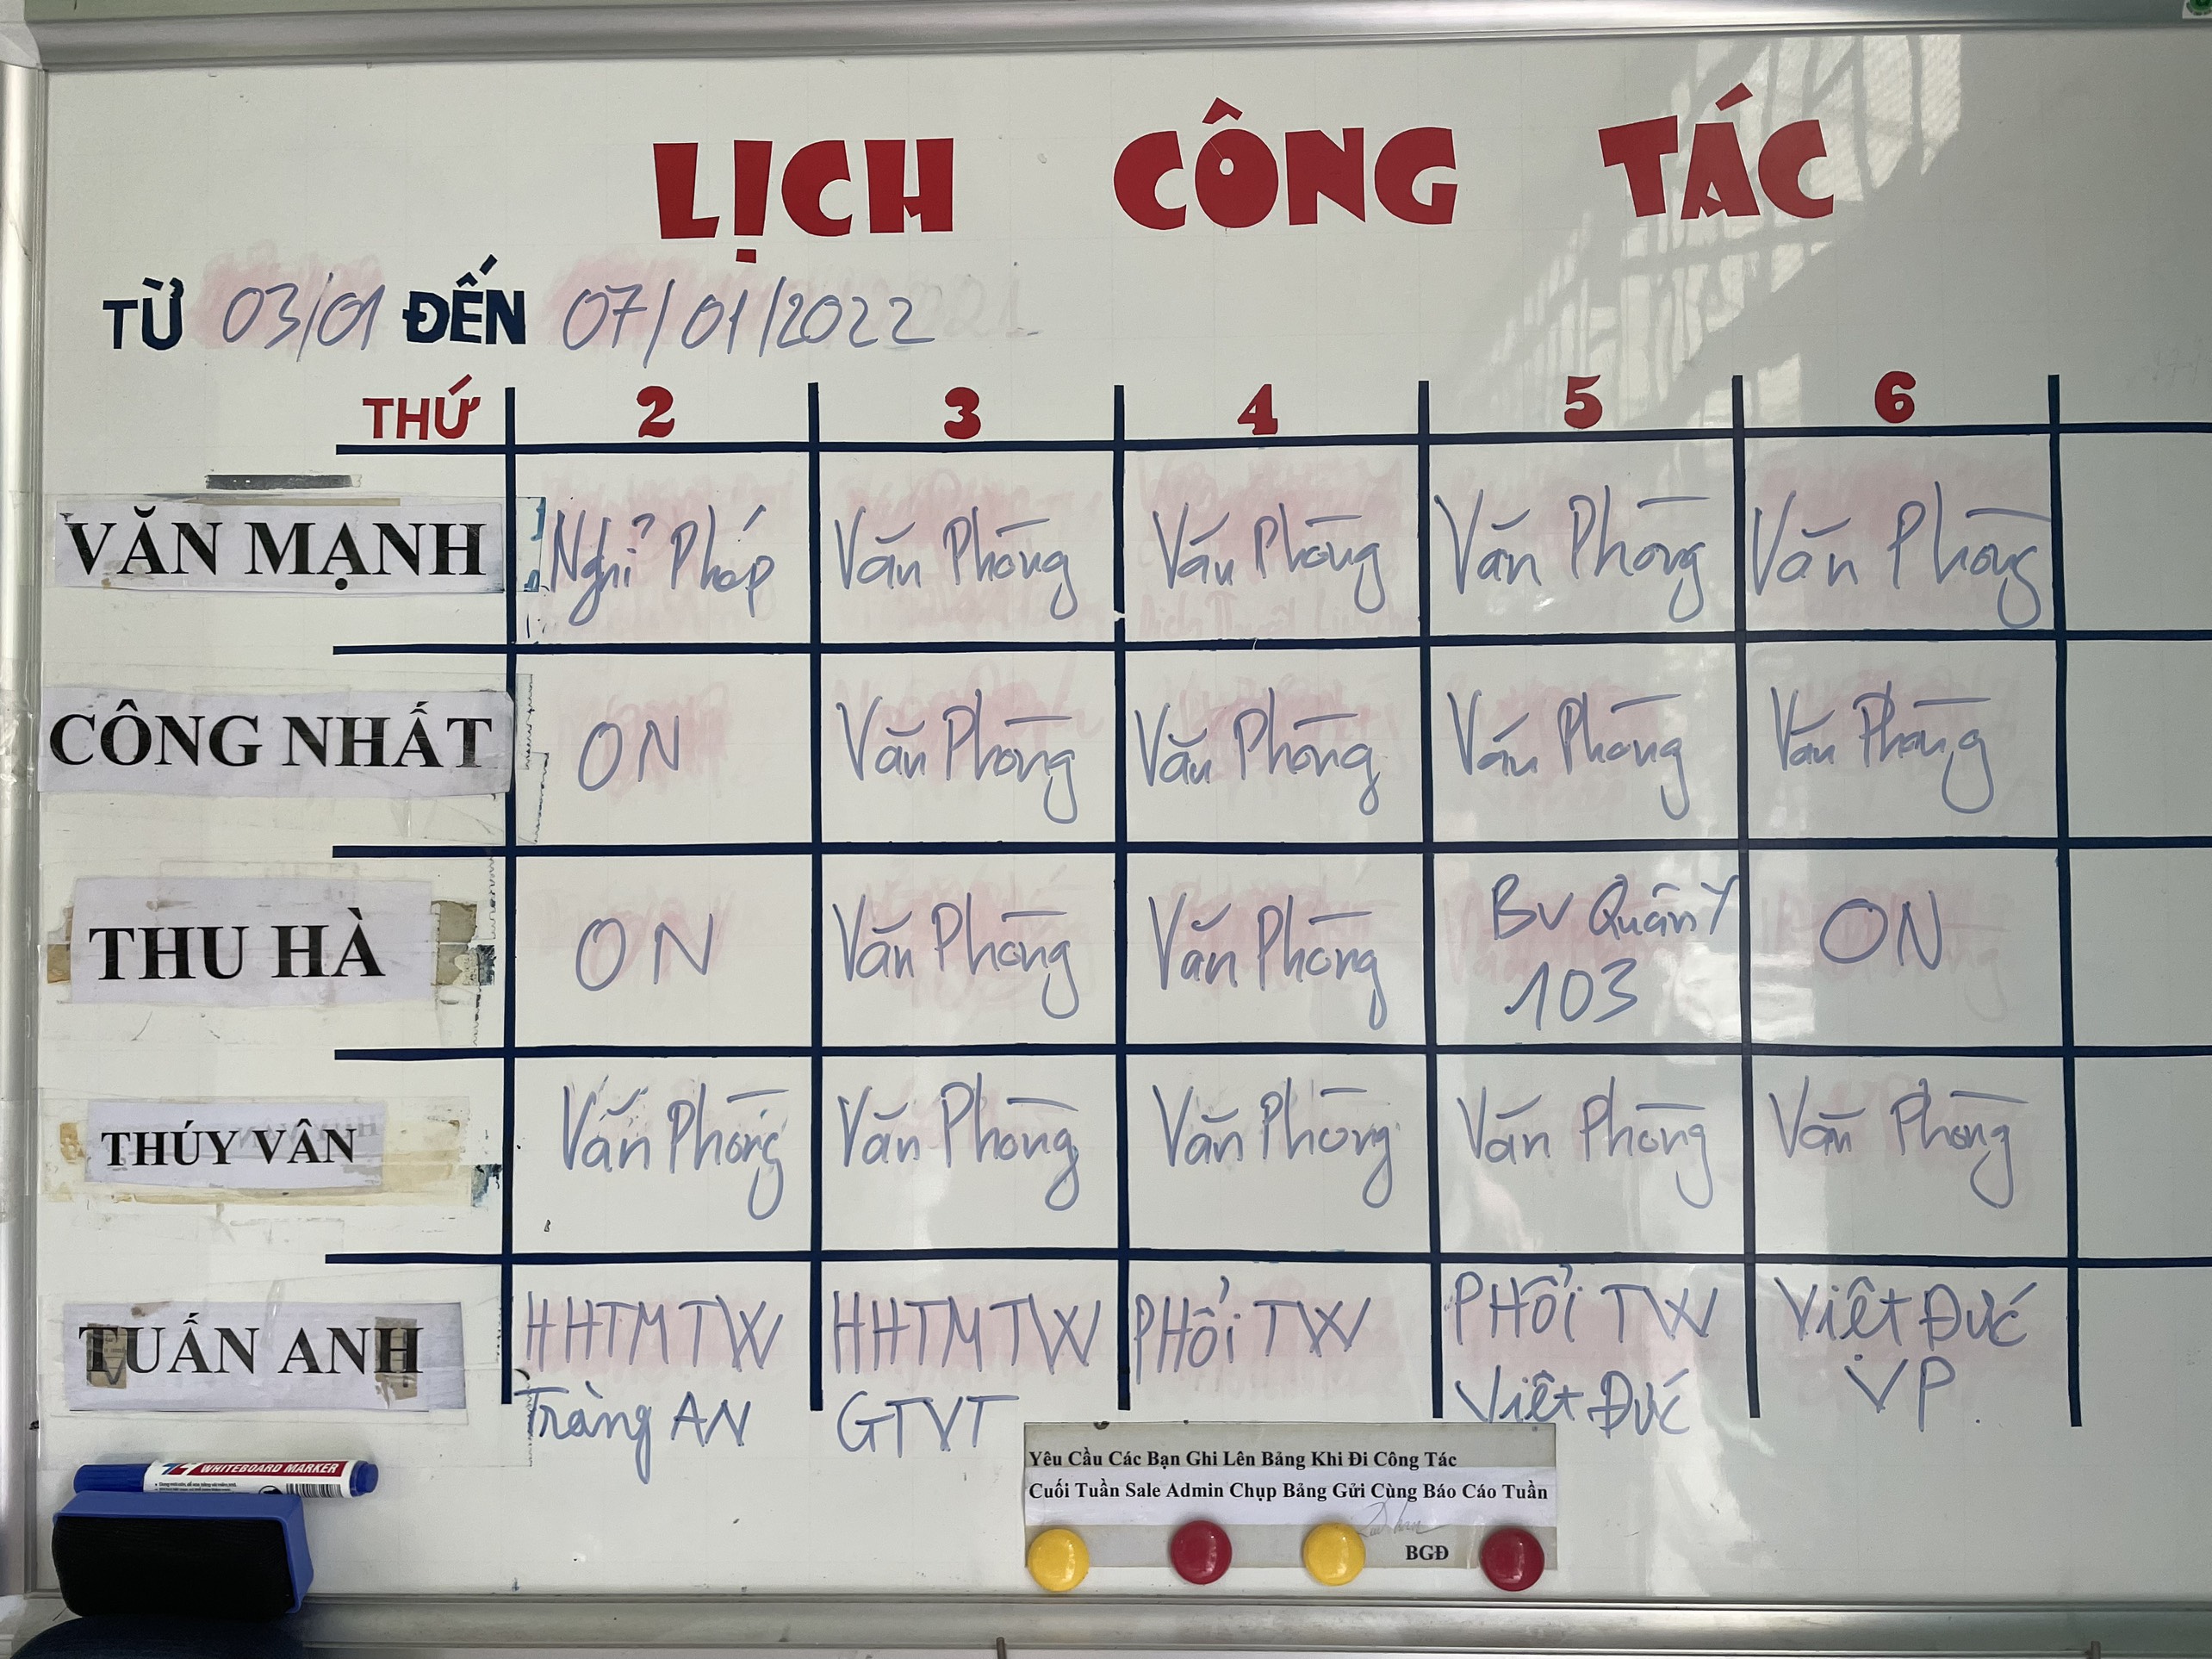 LỊCH CÔNG TÁC
TỪ 03/01 ĐẾN 07/01/2022
THỨ 2 3 4 5 6
VĂN MẠNH Nghỉ Phép Văn Phòng Văn Phòng Văn Phòng Văn Phòng
CÔNG NHẤT ON Văn Phòng Văn Phòng Văn Phòng Văn Phòng
THU HÀ ON Văn Phòng Văn Phòng BV Quân Y ON
103
THÚY VÂN Văn Phòng Văn Phòng Văn Phòng Văn Phòng Văn Phòng
TUẤN ANH HHTMTW HHTMTW PHổi TW PHổi TW Việt Đức
Tràng AN GTVT Việt Đức VP
WHITEBOARD MARKER
Yêu Cầu Các Bạn Ghi Lên Bảng Khi Đi Công Tác
Cuối Tuần Sale Admin Chụp Bảng Gửi Cùng Báo Cáo Tuần
BGĐ